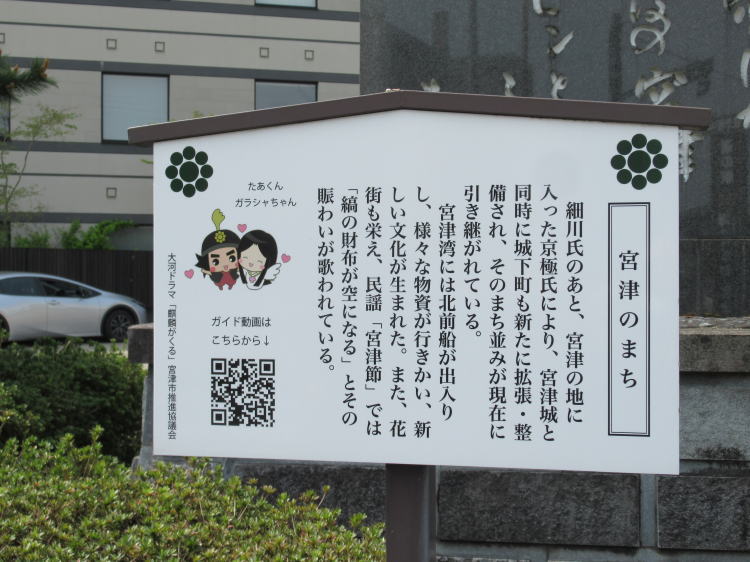 宮津のまち
細川氏のあと、宮津の地に
入った京極氏により、宮津城と
同時に城下町も新たに拡張・整
備され、そのまち並みが現在に
引き継がれている。
宮津湾には北前船が出入り
し、様々な物資が行きかい、新
しい文化が生まれた。また、花
街も栄え、民謡「宮津節」では
「縞の財布が空になる」とその
賑わいが歌われている。
たあくん
ガラシャちゃん
ガイド動画は
こちらから↓
大河ドラマ「麒麟がくる」宮津市推進協議会